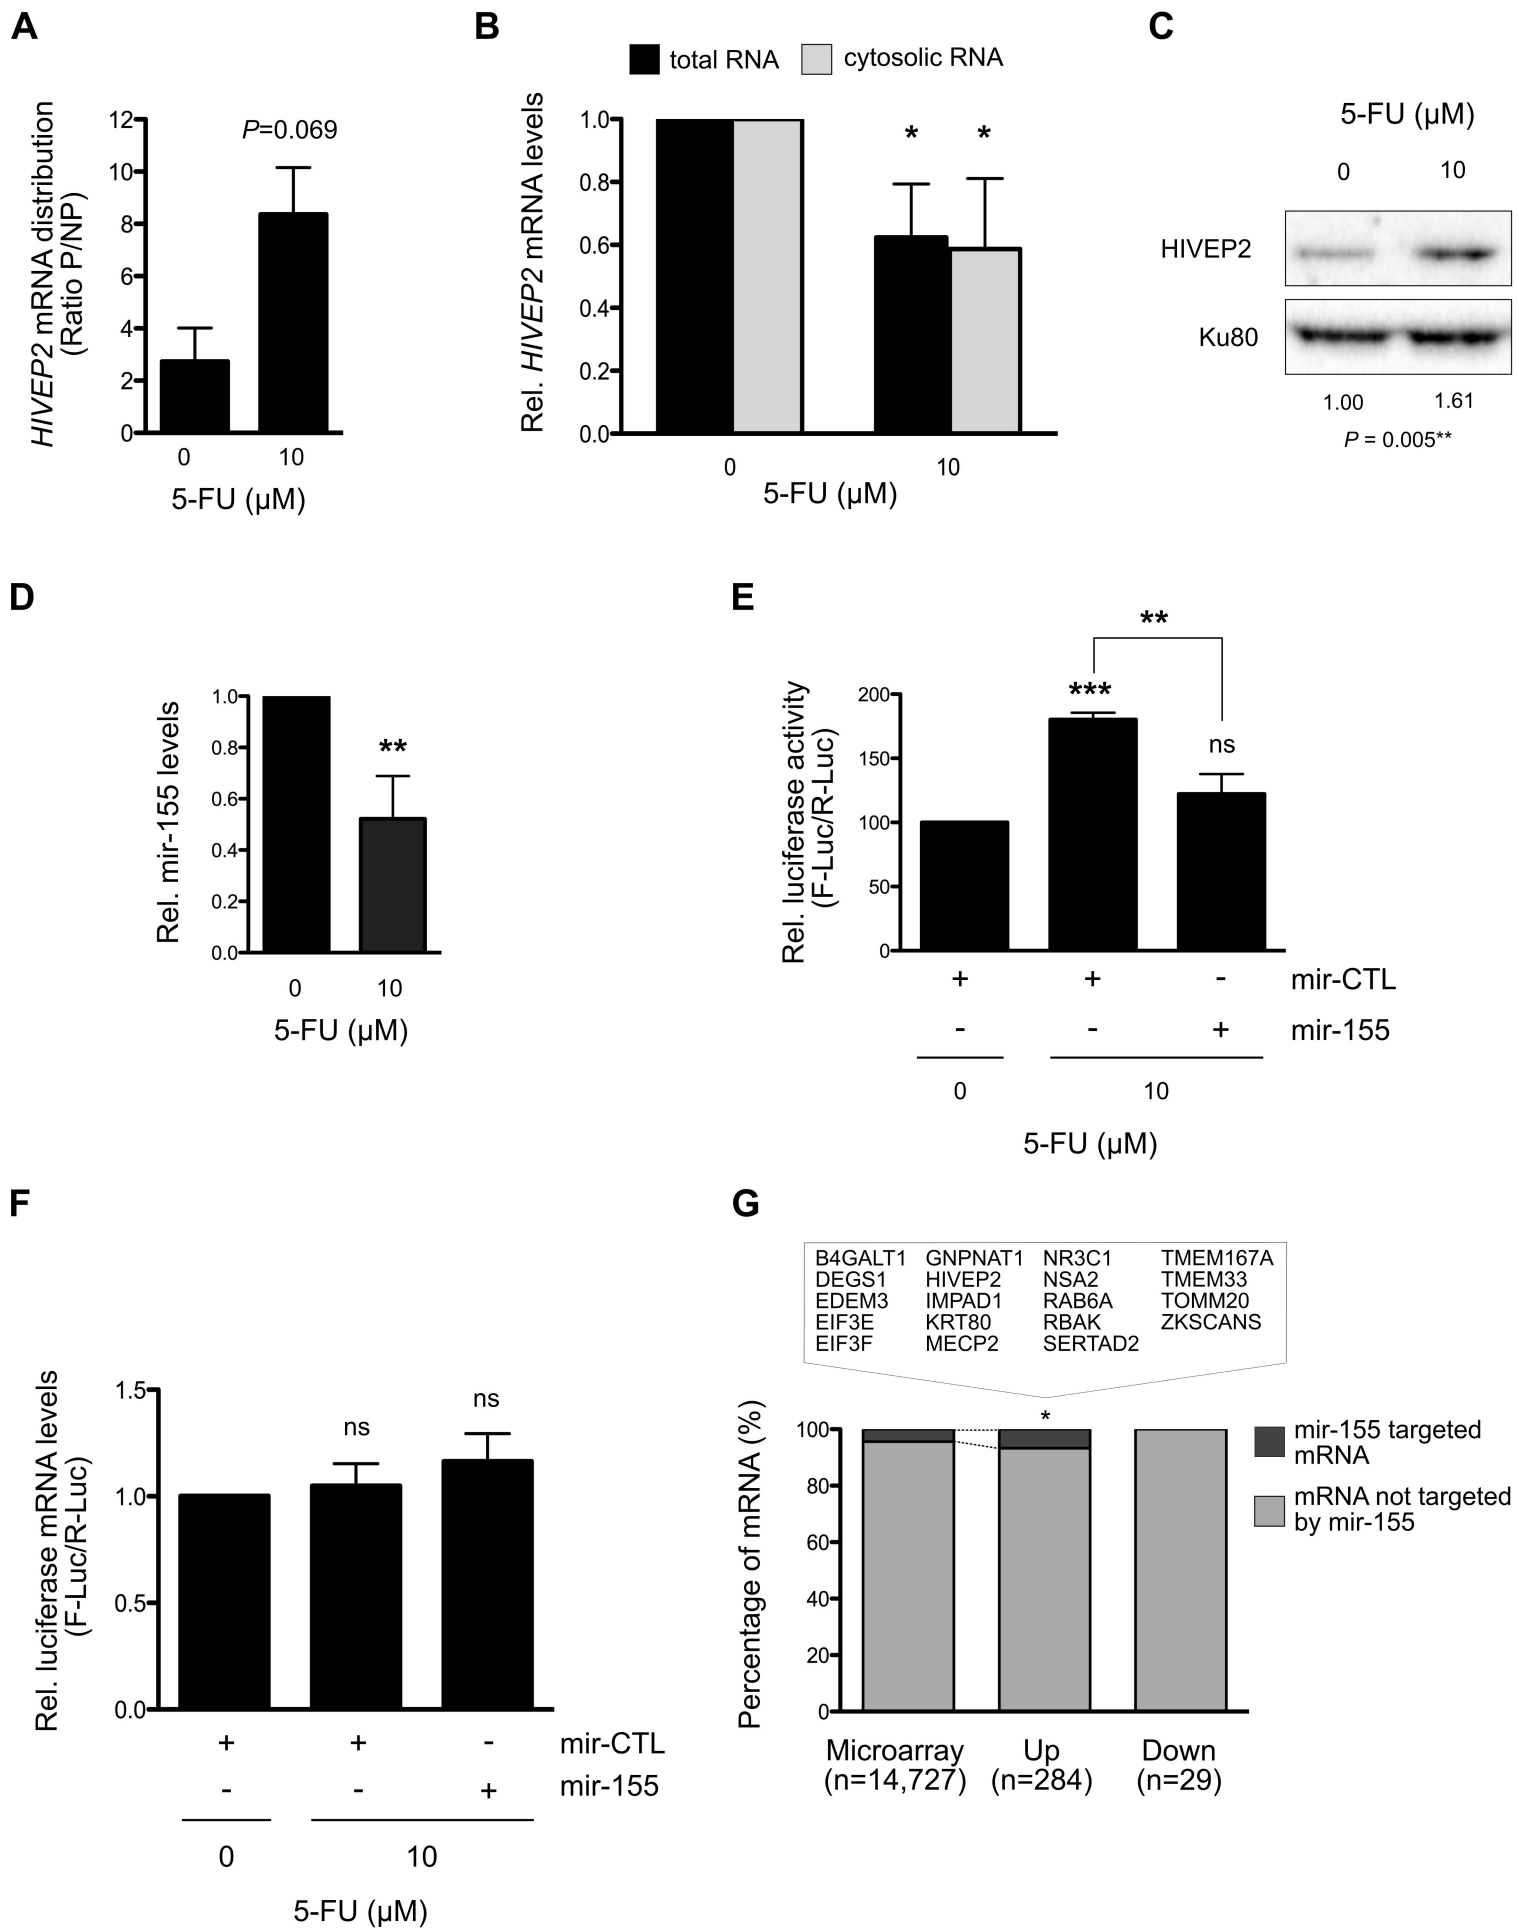 A
HIVEP2 mRNA distribution
(Ratio P/NP)
12
10
8
6
4
2
0
P=0.069
0 10
5-FU (µM)
B
total RNA cytosolic RNA
Rel. HIVEP2 mRNA levels
1.0
0.8
0.6
0.4
0.2
0.0
* *
0 10
5-FU (µM)
C
5-FU (µM)
0 10
HIVEP2
Ku80
1.00 1.61
P = 0.005**
D
Rel. mir-155 levels
1.0
0.8
0.6
0.4
0.2
0.0
**
0 10
5-FU (µM)
E
Rel. luciferase activity
(F-Luc/R-Luc)
200
150
100
50
0
**
***
ns
+ + - mir-CTL
- - + mir-155
0 10
5-FU (µM)
F
Rel. luciferase mRNA levels
(F-Luc/R-Luc)
1.5
1.0
0.5
0.0
ns
ns
+ + - mir-CTL
- - + mir-155
0 10
5-FU (µM)
G
B4GALT1 GNPNAT1 NR3C1 TMEM167A
DEGS1 HIVEP2 NSA2 TMEM33
EDEM3 IMPAD1 RAB6A TOMM20
EIF3E KRT80 RBAK ZKSCANS
EIF3F MECP2 SERTAD2
Percentage of mRNA (%)
100
80
60
40
20
0
*
mir-155 targeted
mRNA
mRNA not targeted
by mir-155
Microarray Up Down
(n=14,727) (n=284) (n=29)